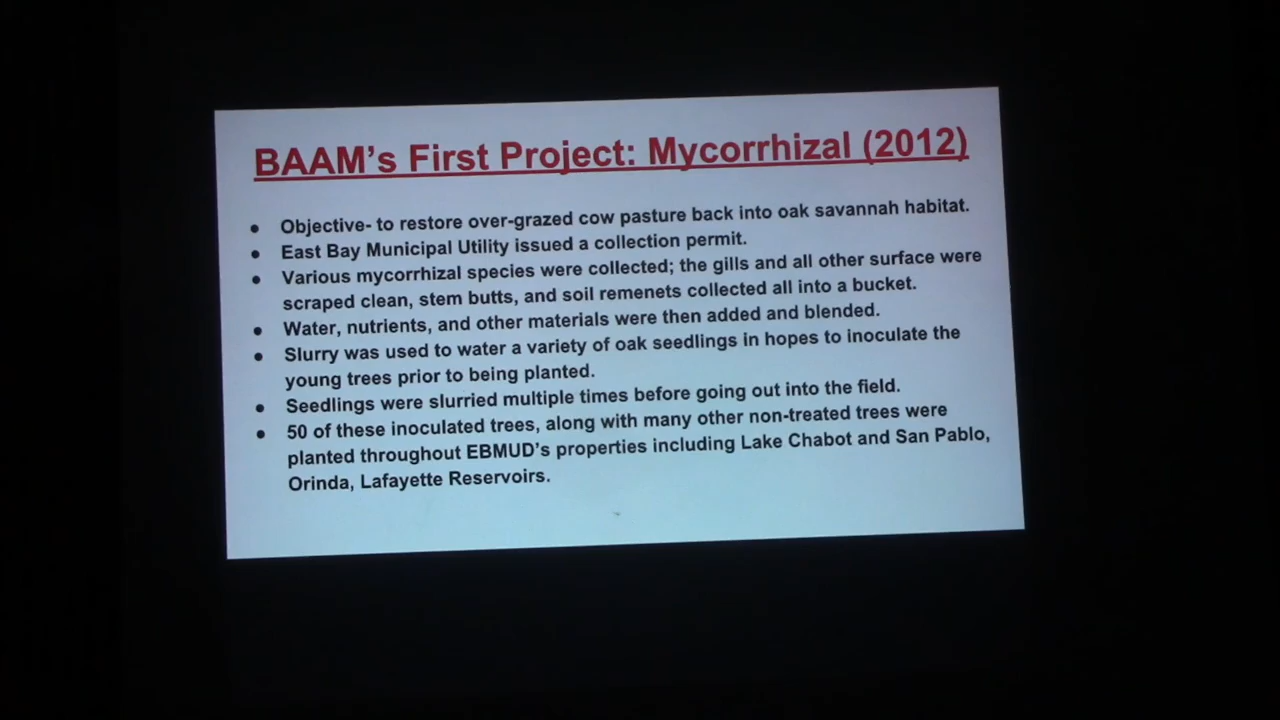 BAAM's First Project: Mycorrhizal (2012)
● Objective- to restore over-grazed cow pasture back into oak savannah habitat.
● East Bay Municipal Utility issued a collection permit.
● Various mycorrhizal species were collected; the gills and all other surface were
scraped clean, stem butts, and soil remenets collected all into a bucket.
● Water, nutrients, and other materials were then added and blended.
● Slurry was used to water a variety of oak seedlings in hopes to inoculate the
young trees prior to being planted.
● Seedlings were slurried multiple times before going out into the field.
● 50 of these inoculated trees, along with many other non-treated trees were
planted throughout EBMUD's properties including Lake Chabot and San Pablo,
Orinda, Lafayette Reservoirs.